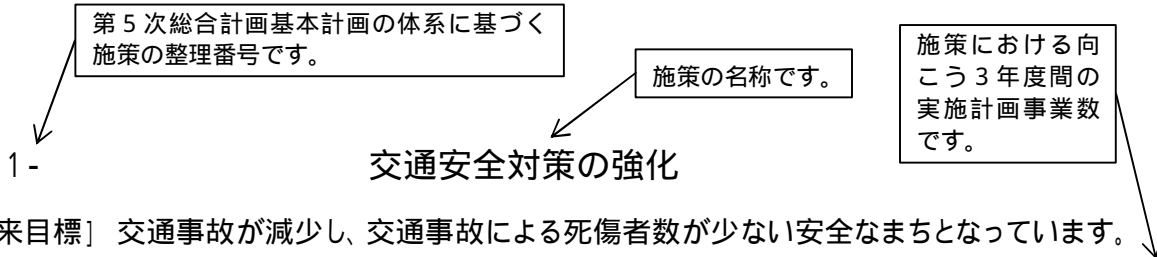 第５次総合計画基本計画の体系に基づく
施策の整理番号です。
施策の名称です。
施策における向
こう３年度間の
実施計画事業数
です。
1-
交通安全対策の強化
来目標］ 交通事故が減少し、交通事故による死傷者数が少ない安全なまちとなっています。